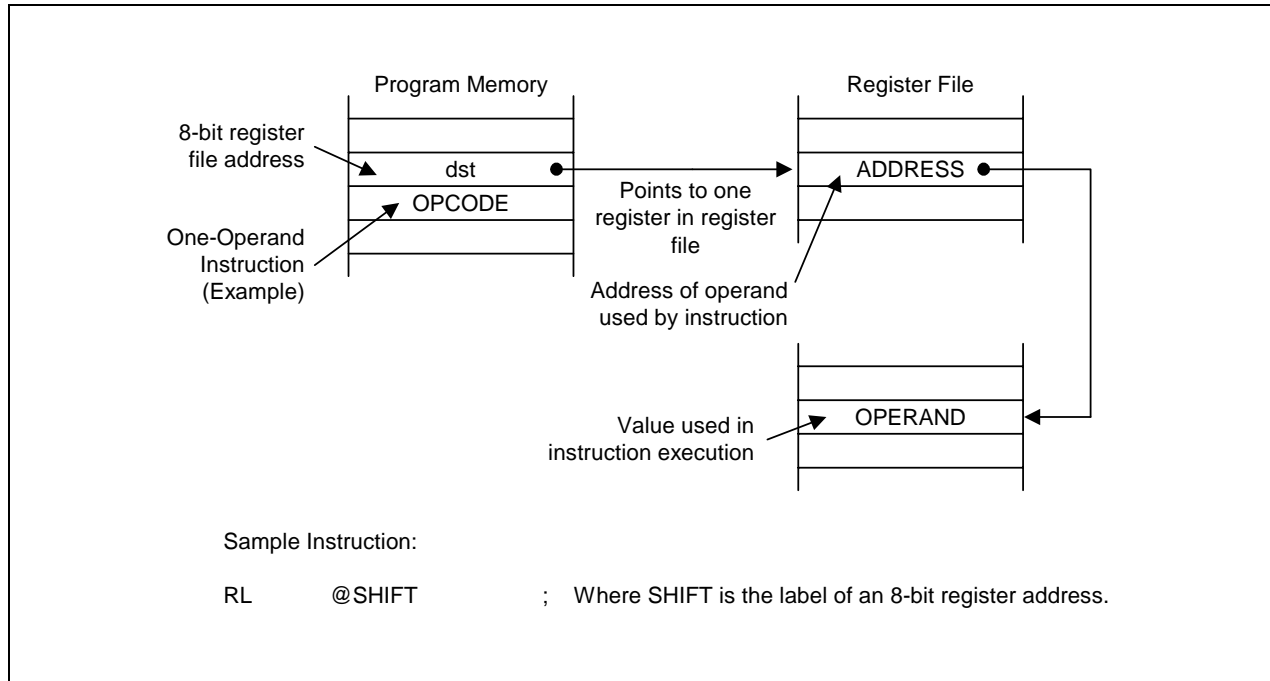 Program Memory
Register File
8-bit register
file address
dst
ADDRESS
OPCODE
Points to one
register in register
file
One-Operand
Instruction
(Example)
Address of operand
used by instruction
Value used in
instruction execution
OPERAND
Sample Instruction:
RL @SHIFT ; Where SHIFT is the label of an 8-bit register address.